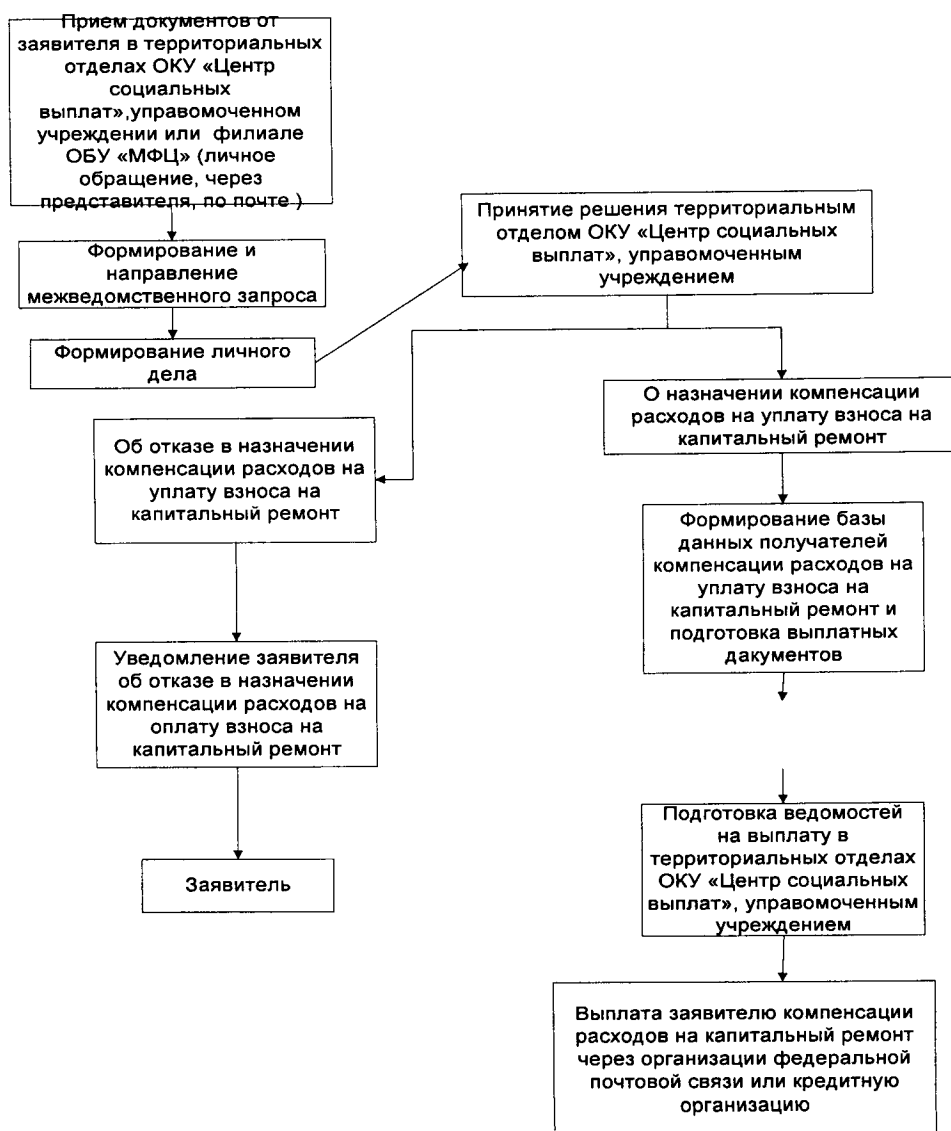 Прием документов от
заявителя в территориальных
отделах ОКУ «Центр
социальных
выплат»,управомоченном
учреждении или филиале
ОБУ «МФЦ» (личное
обращение, через
представителя, по почте )
Формирование и
направление
межведомственного запроса
Формирование личного
дела
Принятие решения территориальным
отделом ОКУ «Центр социальных
выплат», управомоченным
учреждением
Об отказе в назначении
компенсации расходов на
уплату взноса на
капитальный ремонт
Уведомление заявителя
об отказе в назначении
компенсации расходов на
оплату взноса на
капитальный ремонт
Заявитель
О назначении компенсации
расходов на уплату взноса на
капитальный ремонт
Формирование базы
данных получателей
компенсации расходов на
уплату взноса на
капитальный ремонт и
подготовка выплатных
дакументов
Подготовка ведомостей
на выплату в
территориальных отделах
ОКУ «Центр социальных
выплат», управомоченным
учреждением
Выплата заявителю компенсации
расходов на капитальный ремонт
через организации федеральной
почтовой связи или кредитную
организацию